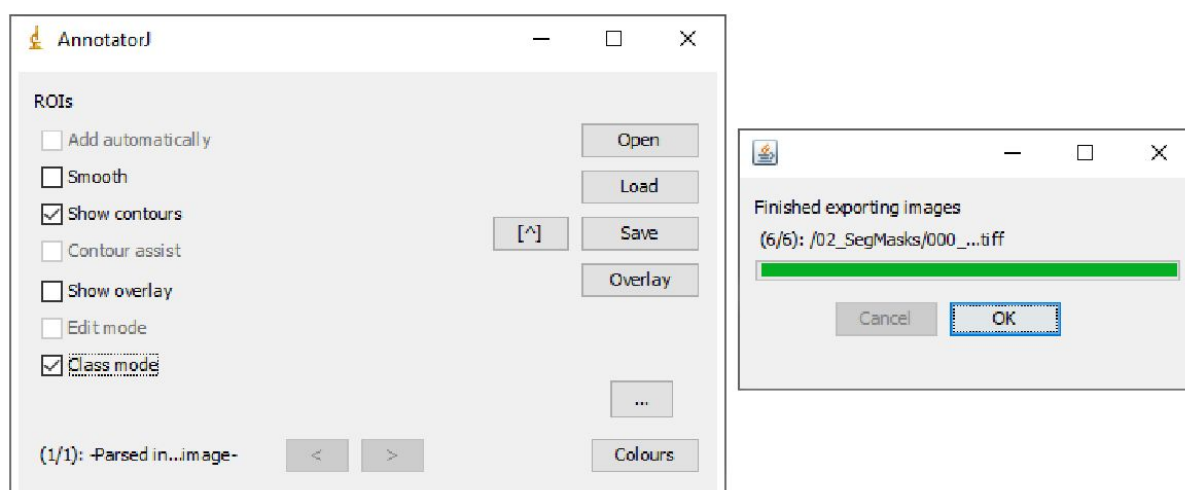 AnnotatorJ
ROIs
Add automatically
Open
Smooth
Load
Show contours
[^]
Save
Contour assist
Overlay
Show overlay
Edit mode
Class mode
...
(1/1): -Parsed in...image-
<
>
Colours
Finished exporting images
(6/6): /02_SegMasks/000_...tiff
Cancel
OK